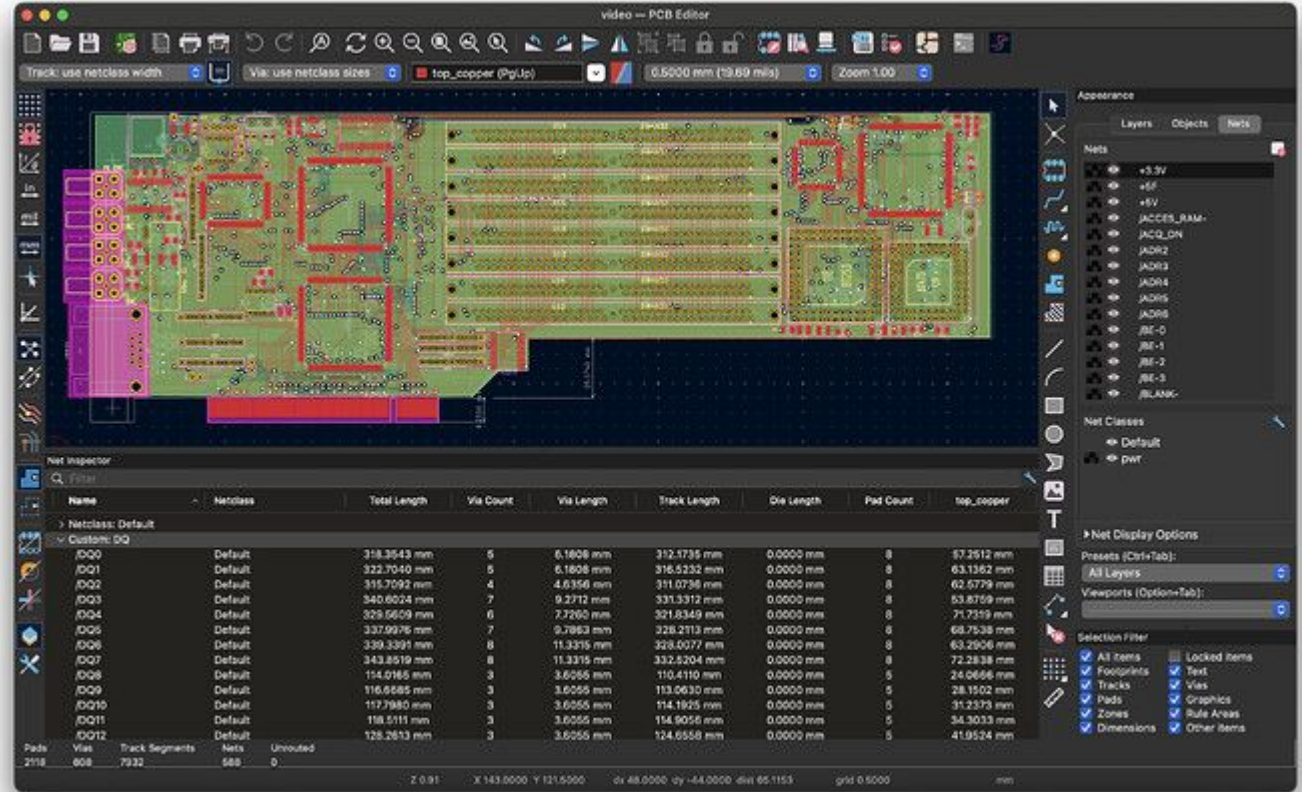 video — PCB Editor
Track: use netclass width
Via: use netclass sizes
top_copper (PgUp)
0.5000 mm (19.69 mils)
Zoom 1.00
Appearance
Layers Objects Nets
Nets
+3.3V
+5F
+5V
/ACCES_RAM-
/ACQ_ON
/ADR2
/ADR3
/ADR4
/ADR5
/ADR6
/BE-0
/BE-1
/BE-2
/BE-3
/BLANK-
Net Classes
Default
pwr
Net Display Options
Presets (Ctrl+Tab):
All Layers
Viewports (Option+Tab):
Selection Filter
All items Locked items
Footprints Text
Tracks Vias
Pads Graphics
Zones Rule Areas
Dimensions Other items
in
mil
mm
Net Inspector
Filter
Name Netclass Total Length Via Count Via Length Track Length Die Length Pad Count top_copper
Netclass: Default
Custom: DQ
/DQ0 Default 318.3543 mm 5 6.1808 mm 312.1735 mm 0.0000 mm 8 57.2512 mm
/DQ1 Default 322.7040 mm 5 6.1808 mm 316.5232 mm 0.0000 mm 8 63.1362 mm
/DQ2 Default 315.7092 mm 4 4.6356 mm 311.0736 mm 0.0000 mm 8 62.5779 mm
/DQ3 Default 340.6024 mm 7 9.2712 mm 331.3312 mm 0.0000 mm 8 53.8759 mm
/DQ4 Default 329.5609 mm 6 7.7260 mm 321.8349 mm 0.0000 mm 8 71.7319 mm
/DQ5 Default 337.9976 mm 7 9.7863 mm 328.2113 mm 0.0000 mm 8 68.7538 mm
/DQ6 Default 339.3391 mm 8 11.3315 mm 328.0077 mm 0.0000 mm 8 63.2906 mm
/DQ7 Default 343.8519 mm 8 11.3315 mm 332.5204 mm 0.0000 mm 8 72.2838 mm
/DQ8 Default 114.0165 mm 3 3.6055 mm 110.4110 mm 0.0000 mm 5 24.0666 mm
/DQ9 Default 116.6685 mm 3 3.6055 mm 113.0630 mm 0.0000 mm 5 28.1502 mm
/DQ10 Default 117.7980 mm 3 3.6055 mm 114.1925 mm 0.0000 mm 5 31.2373 mm
/DQ11 Default 118.5111 mm 3 3.6055 mm 114.9056 mm 0.0000 mm 5 34.3033 mm
/DQ12 Default 128.2613 mm 3 3.6055 mm 124.6558 mm 0.0000 mm 5 41.9524 mm
Pads Vias Track Segments Nets Unrouted
2118 808 7932 588 0
Z 0.91 X 143.0000 Y 121.5000 dx 48.0000 dy -44.0000 dist 65.1153 grid 0.5000 mm